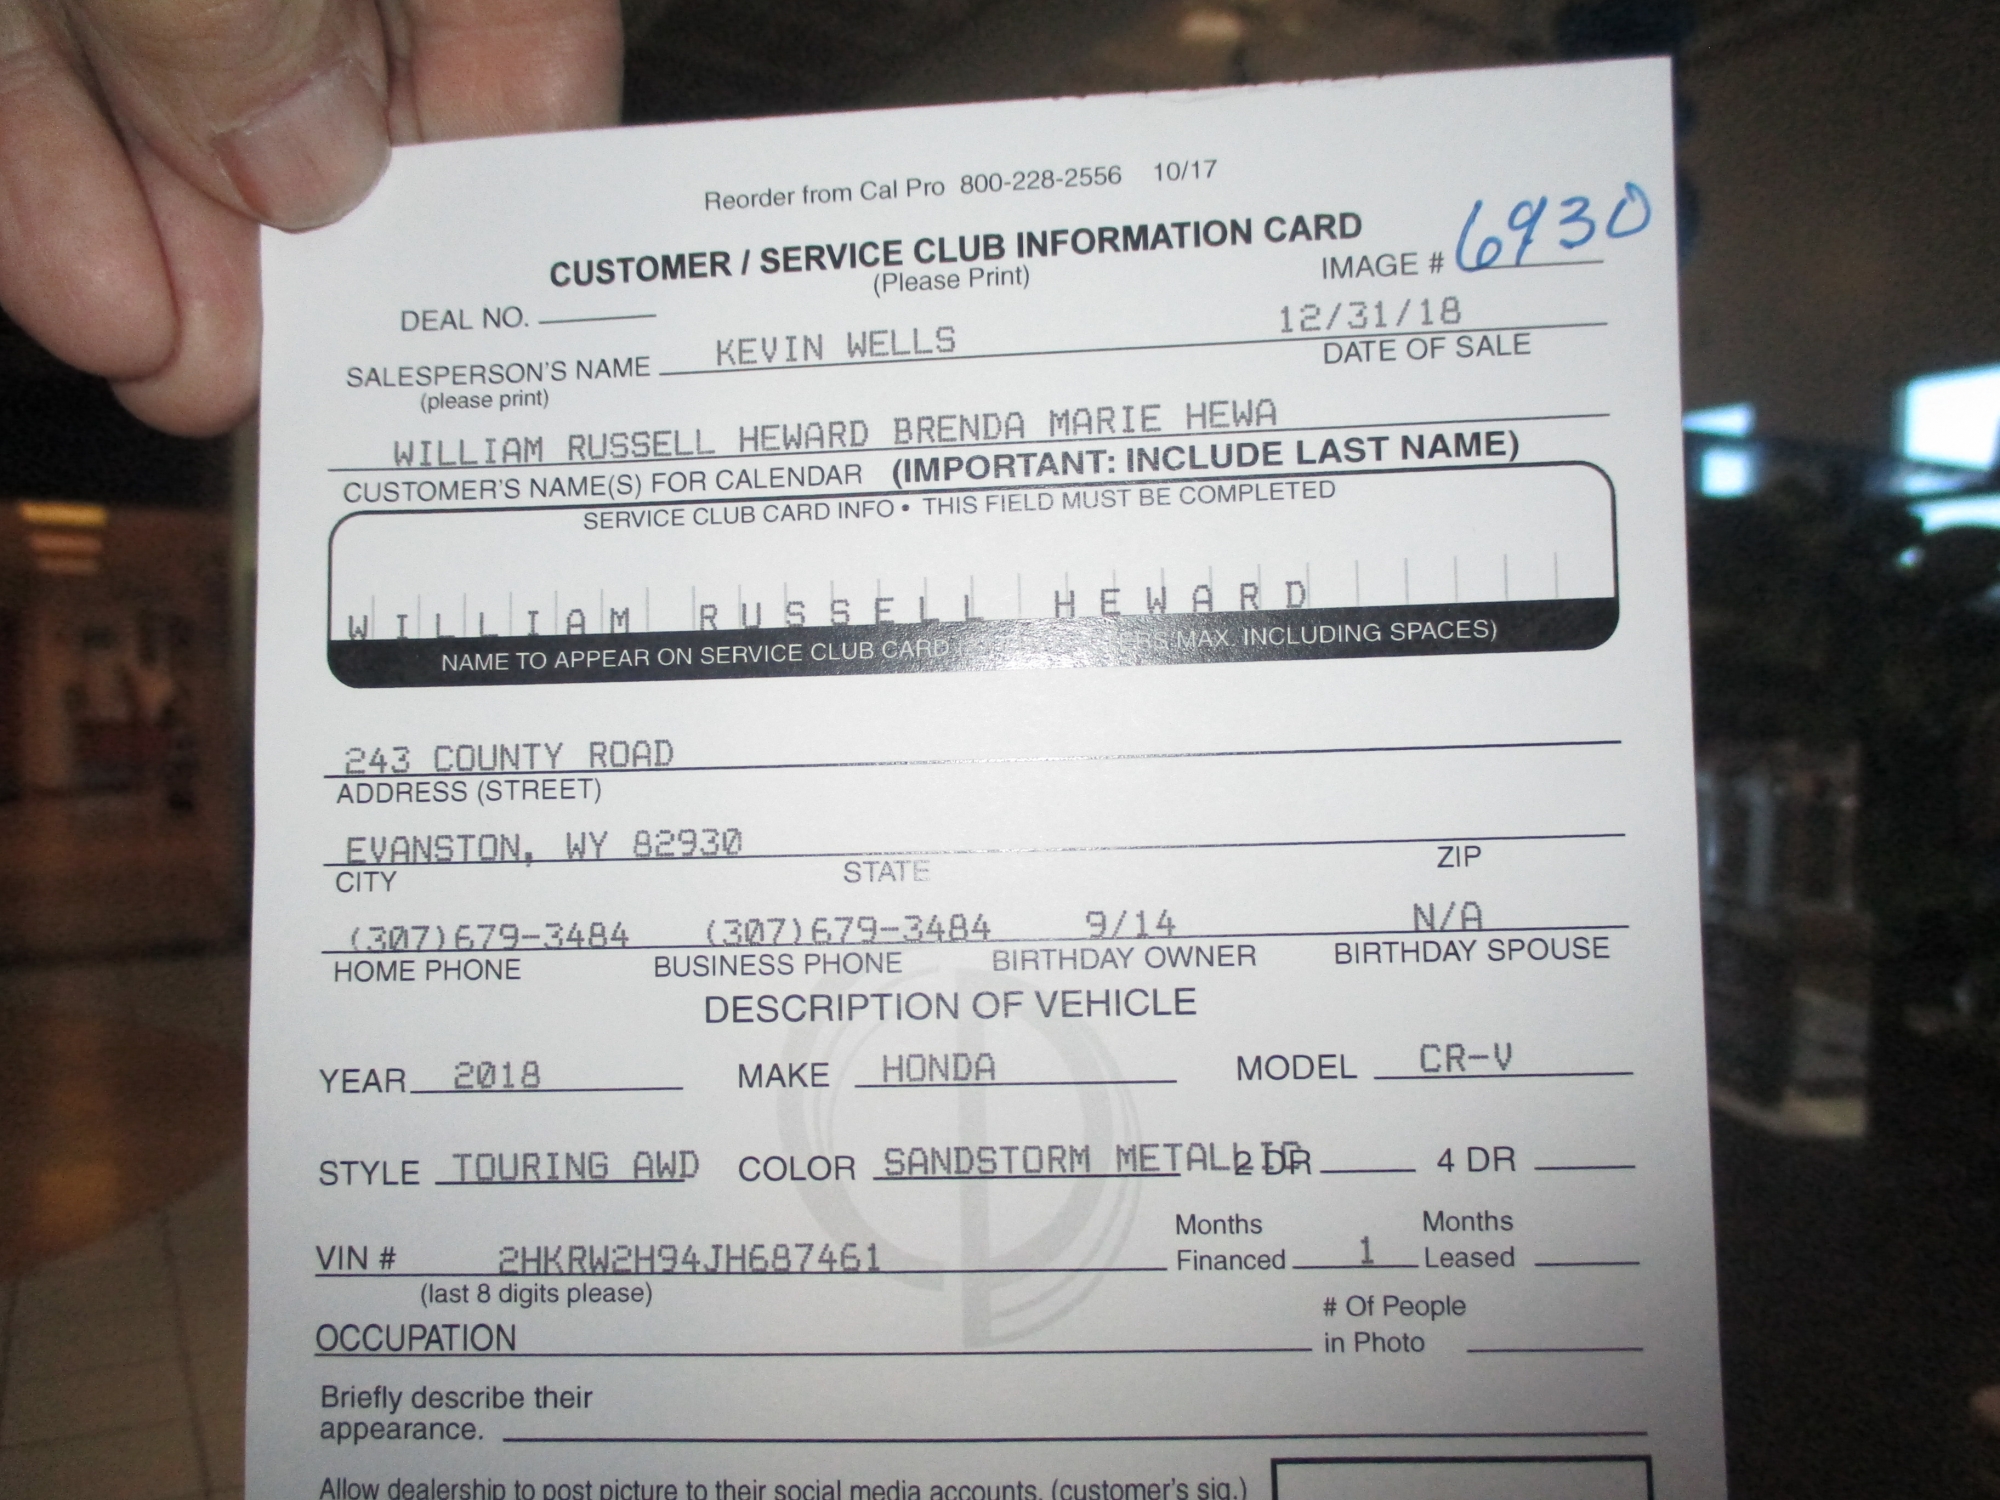 Reorder from Cal Pro 800-228-2556 10/17
CUSTOMER / SERVICE CLUB INFORMATION CARD
(Please Print)
IMAGE # 6930
DEAL NO.
SALESPERSON'S NAME KEVIN WELLS 12/31/18
(please print) DATE OF SALE
WILLIAM RUSSELL HEWARD BRENDA MARIE HEWA
CUSTOMER'S NAME(S) FOR CALENDAR (IMPORTANT: INCLUDE LAST NAME)
SERVICE CLUB CARD INFO • THIS FIELD MUST BE COMPLETED
WILLIAM RUSSELL HEWARD
NAME TO APPEAR ON SERVICE CLUB CARD MAX. INCLUDING SPACES)
243 COUNTY ROAD
ADDRESS (STREET)
EVANSTON, WY 82930
CITY STATE ZIP
(307)679-3484 (307)679-3484 9/14 N/A
HOME PHONE BUSINESS PHONE BIRTHDAY OWNER BIRTHDAY SPOUSE
DESCRIPTION OF VEHICLE
YEAR 2018 MAKE HONDA MODEL CR-V
STYLE TOURING AWD COLOR SANDSTORM 2 DR 4 DR
VIN # 2HKRW2H94JH687461 Months Financed 1 Months Leased
(last 8 digits please)
OCCUPATION # Of People in Photo
Briefly describe their
appearance.
Allow dealership to post picture to their social media accounts. (customer's sig.)